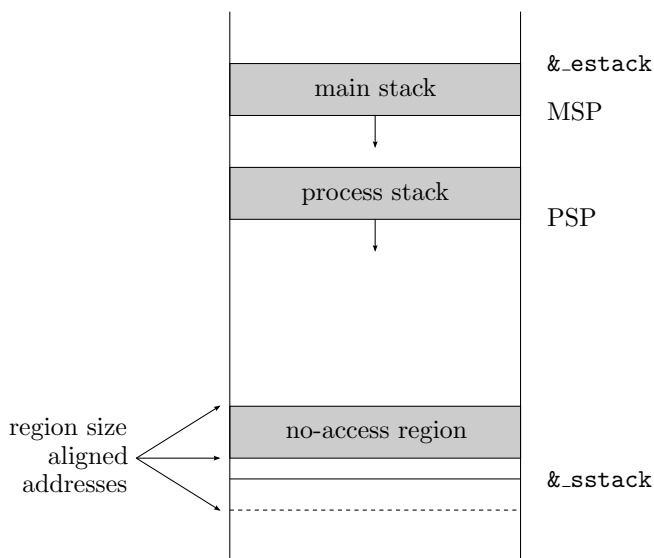 &_estack
main stack
MSP
process stack
PSP
region size
aligned
addresses
no-access region
&_sstack